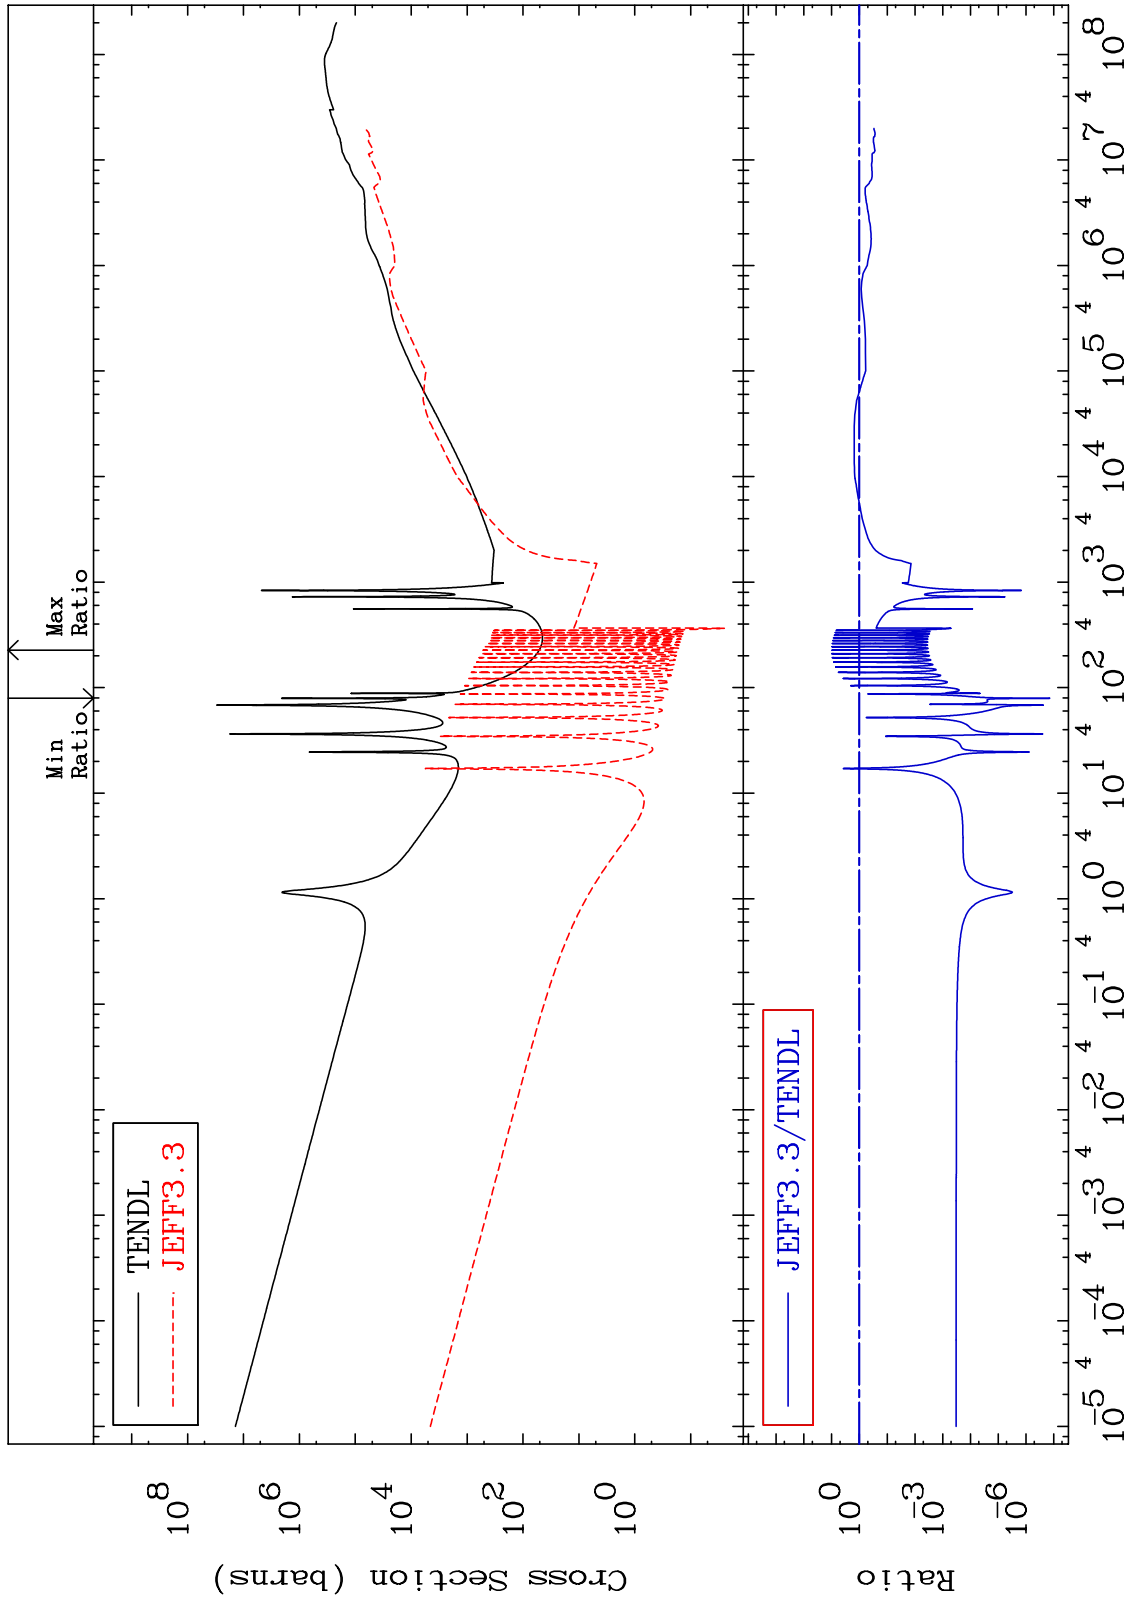 Min
Ratio
Max
Ratio
TENDL
JEFF3.3
Cross Section (barns)
10^8
10^6
10^4
10^2
10^0
JEFF3.3/TENDL
Ratio
10^0
10^-3
10^-6
10^-5 4 10^-4 4 10^-3 4 10^-2 4 10^-1 4 10^0 4 10^1 4 10^2 4 10^3 4 10^4 4 10^5 4 10^6 4 10^7 4 10^8